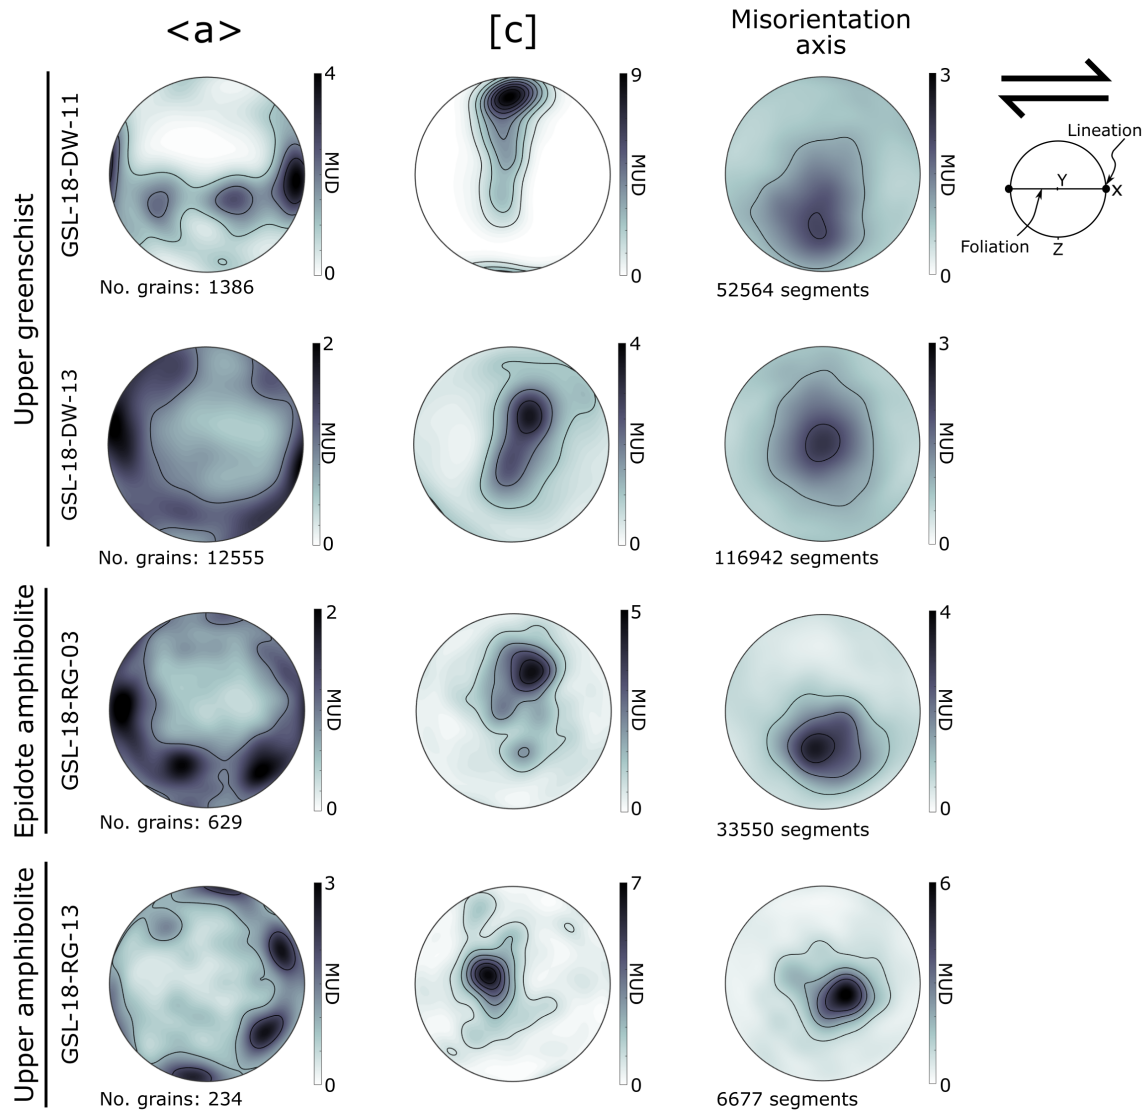 <a>
[c]
Misorientation
axis
Upper greenschist
GSL-18-DW-11
4
MUD
0
No. grains: 1386
9
MUD
0
3
MUD
0
52564 segments
Lineation
Y
X
Foliation
Z
GSL-18-DW-13
2
MUD
0
No. grains: 12555
4
MUD
0
3
MUD
0
116942 segments
Epidote amphibolite
GSL-18-RG-03
2
MUD
0
No. grains: 629
5
MUD
0
4
MUD
0
33550 segments
Upper amphibolite
GSL-18-RG-13
3
MUD
0
No. grains: 234
7
MUD
0
6
MUD
0
6677 segments